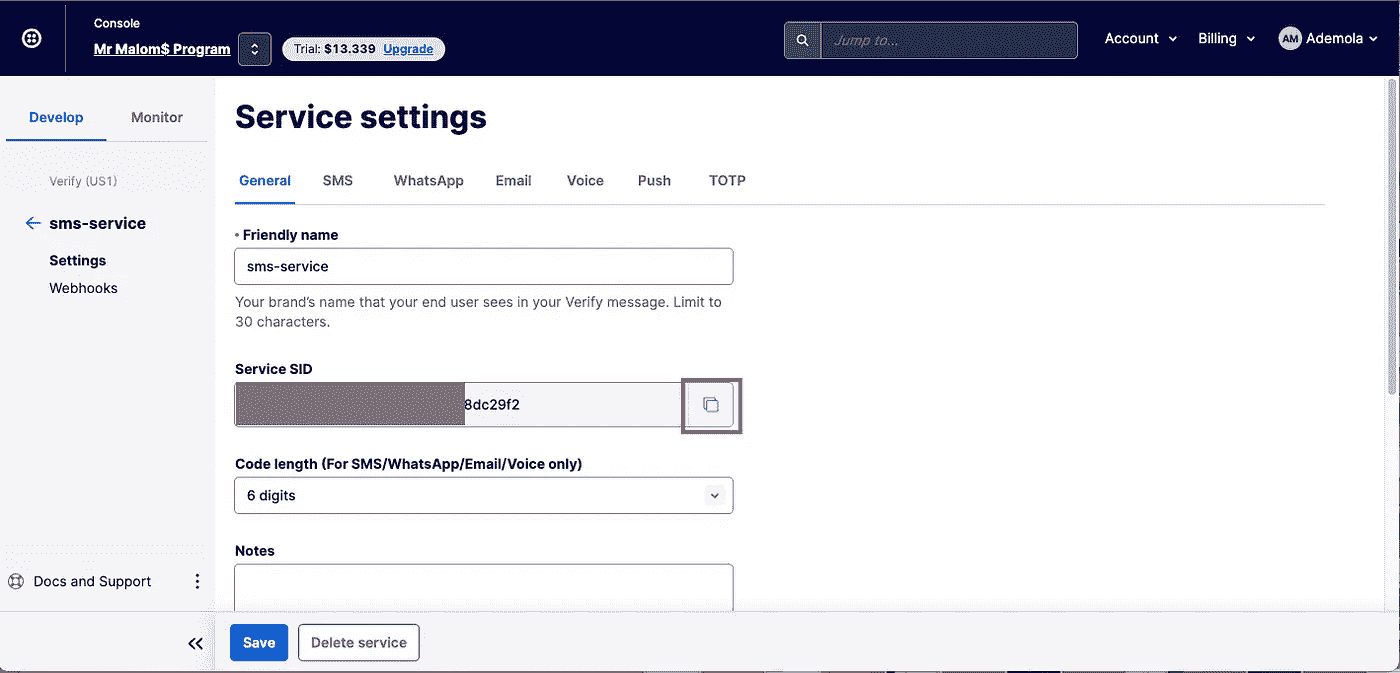 Console
Mr Malom$ Program
Trial: $13.339 Upgrade
Jump to...
Account
Billing
AM Ademola
Develop
Monitor
Verify (US1)
sms-service
Settings
Webhooks
Docs and Support
Service settings
General SMS WhatsApp Email Voice Push TOTP
Friendly name
sms-service
Your brand's name that your end user sees in your Verify message. Limit to
30 characters.
Service SID
8dc29f2
Code length (For SMS/WhatsApp/Email/Voice only)
6 digits
Notes
Save
Delete service